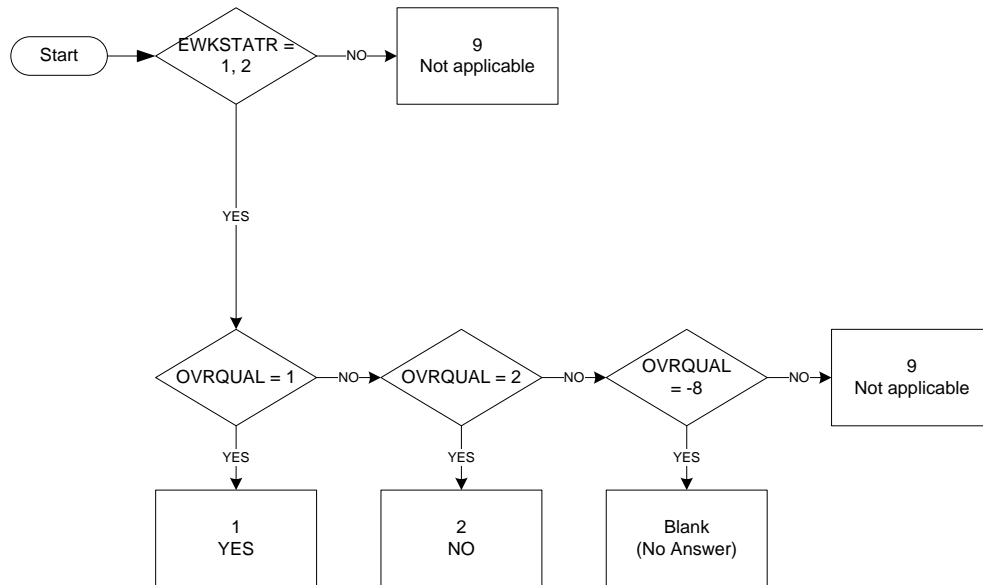 Start
EWKSTATR =
1, 2
NO
9
Not applicable
YES
OVRQUAL = 1
NO
OVRQUAL = 2
NO
OVRQUAL
= -8
NO
9
Not applicable
YES
YES
YES
1
YES
2
NO
Blank
(No Answer)